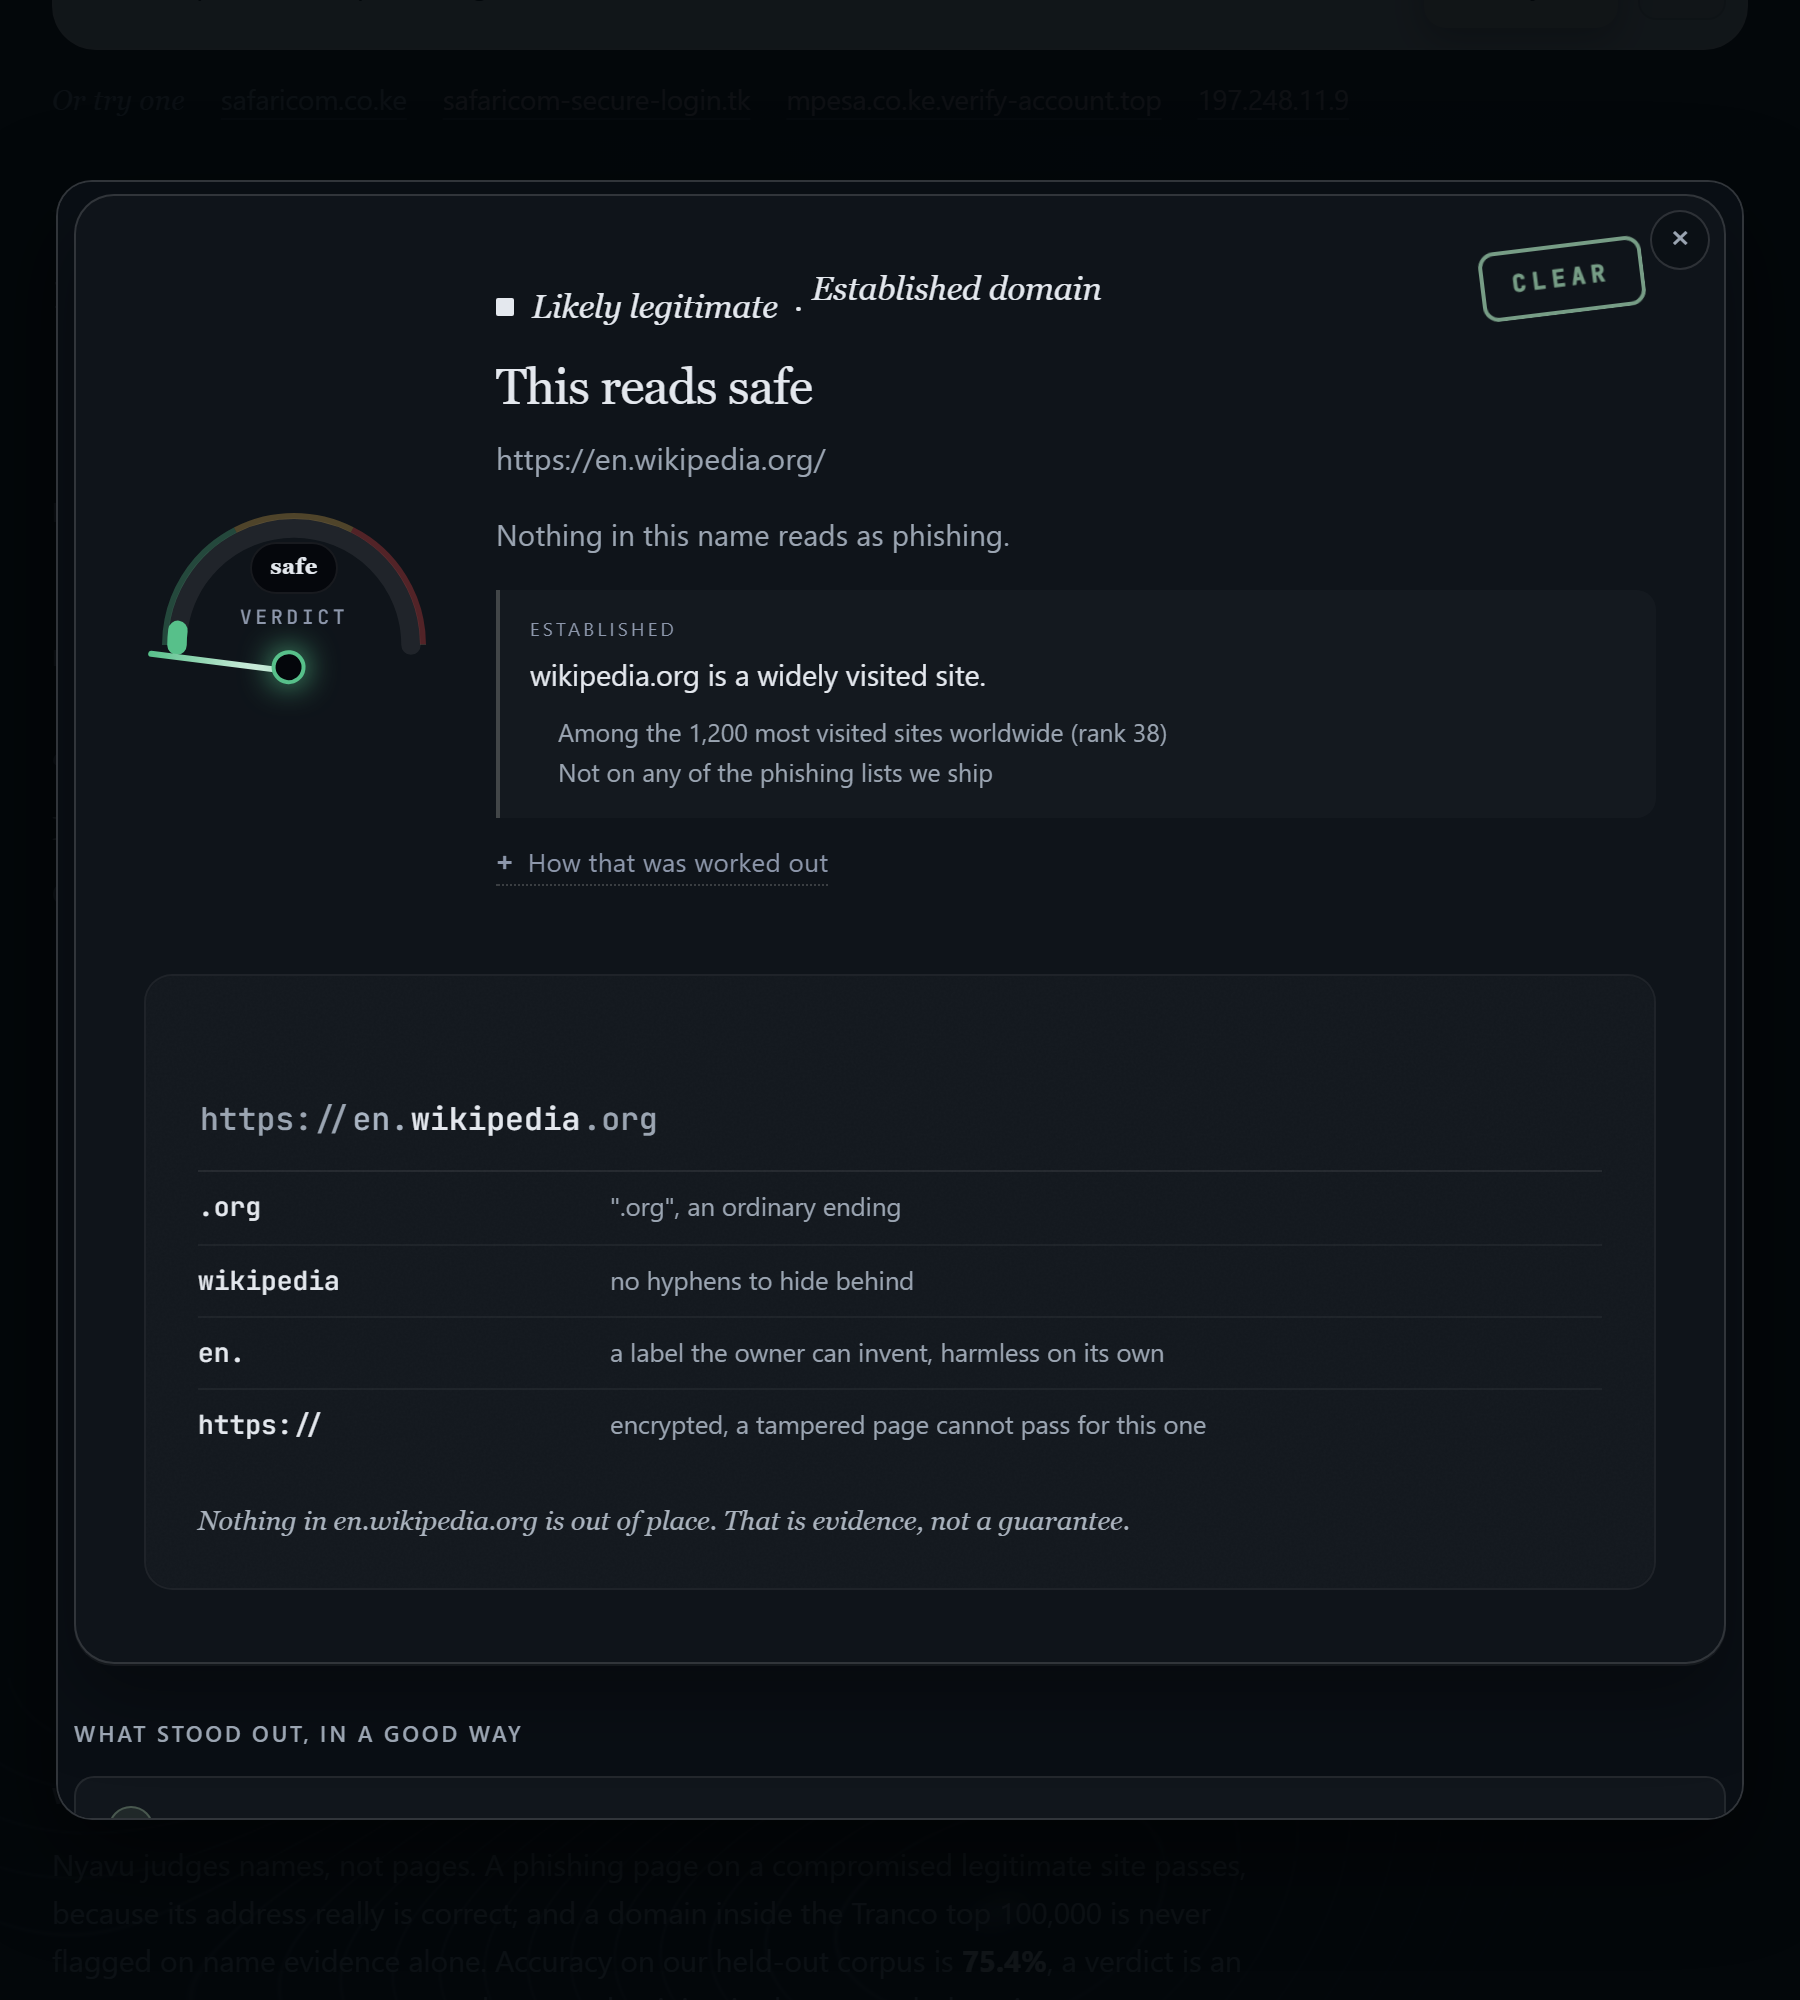 Or try one safaricom.co.ke safaricom-secure-login.tk mpesa.co.ke.verify-account.top 197.248.11.9
×
CLEAR
Likely legitimate · Established domain
This reads safe
https://en.wikipedia.org/
Nothing in this name reads as phishing.
safe
VERDICT
ESTABLISHED
wikipedia.org is a widely visited site.
Among the 1,200 most visited sites worldwide (rank 38)
Not on any of the phishing lists we ship
+ How that was worked out
https://en.wikipedia.org
.org ".org", an ordinary ending
wikipedia no hyphens to hide behind
en. a label the owner can invent, harmless on its own
https:// encrypted, a tampered page cannot pass for this one
Nothing in en.wikipedia.org is out of place. That is evidence, not a guarantee.
WHAT STOOD OUT, IN A GOOD WAY
Nyavu judges names, not pages. A phishing page on a compromised legitimate site passes,
because its address really is correct; and a domain inside the Tranco top 100,000 is never
flagged on name evidence alone. Accuracy on our held-out corpus is 75.4%, a verdict is an